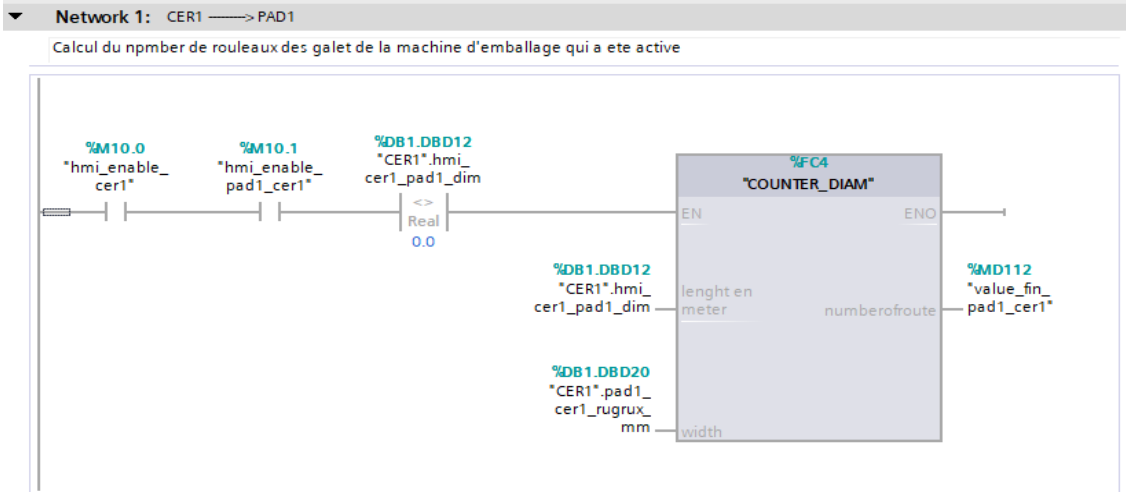 Network 1: CER1 --------> PAD1
Calcul du npmber de rouleaux des galet de la machine d'emballage qui a ete active
%M10.0
"hmi_enable_
cer1"
%M10.1
"hmi_enable_
pad1_cer1"
%DB1.DBD12
"CER1".hmi_
cer1_pad1_dim
<>
Real
0.0
%FC4
"COUNTER_DIAM"
EN
ENO
%DB1.DBD12
"CER1".hmi_
cer1_pad1_dim
lenght en
meter
numberofroute
%MD112
"value_fin_
pad1_cer1"
%DB1.DBD20
"CER1".pad1_
cer1_rugrux_
mm
width